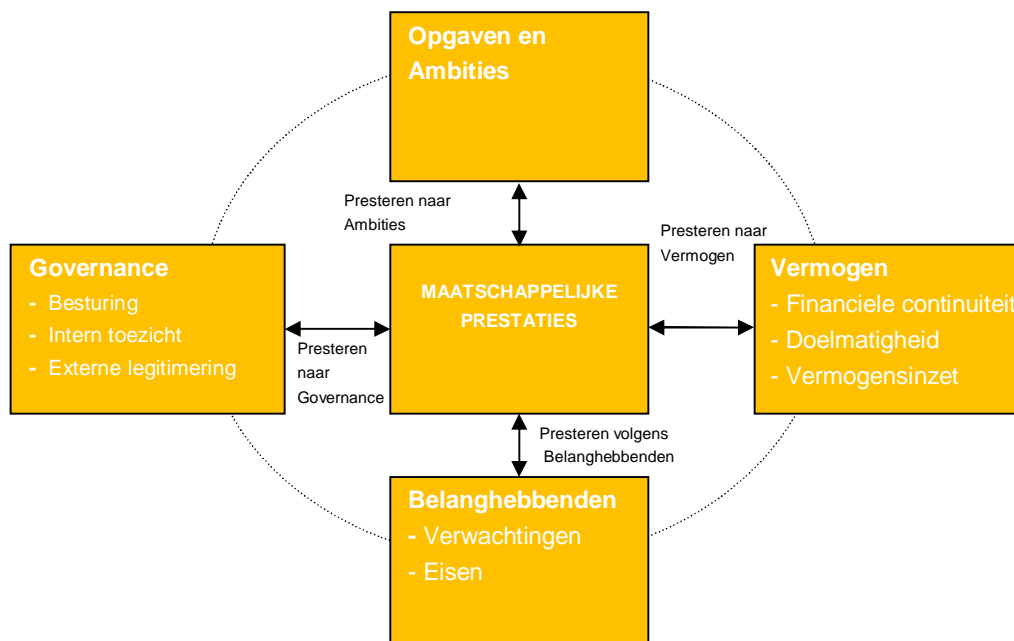 Opgaven en
Ambities
Presteren naar
Ambities
Presteren naar
Vermogen
Governance
- Besturing
- Intern toezicht
- Externe legitimering
MAATSCHAPPELIJKE
PRESTATIES
Vermogen
- Financiele continuiteit
- Doelmatigheid
- Vermogensinzet
Presteren
naar
Governance
Presteren volgens
Belanghebbenden
Belanghebbenden
- Verwachtingen
- Eisen